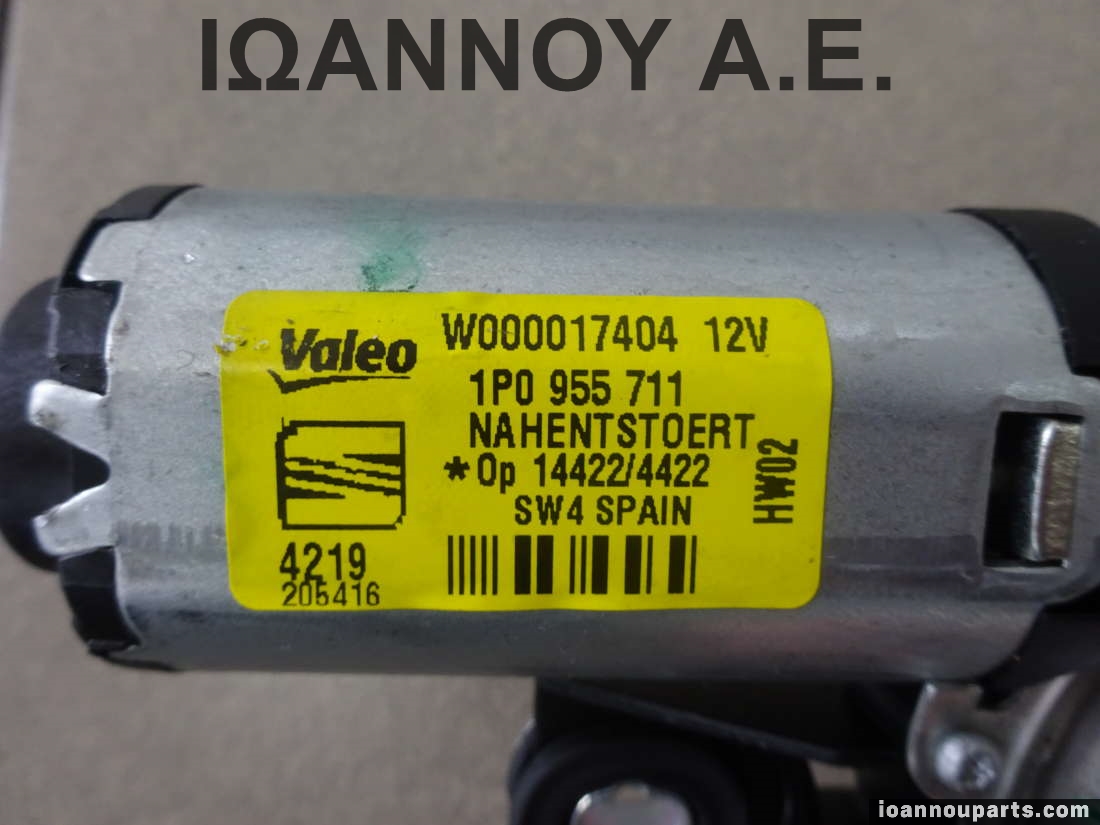 ΙΩΑΝΝΟΥ Α.Ε.
Valeo
W000017404 12V
1P0 955 711
NAHENTSTOERT
*Op 14422/4422
SW4 SPAIN
HW02
4219
205416
ioannouparts.com